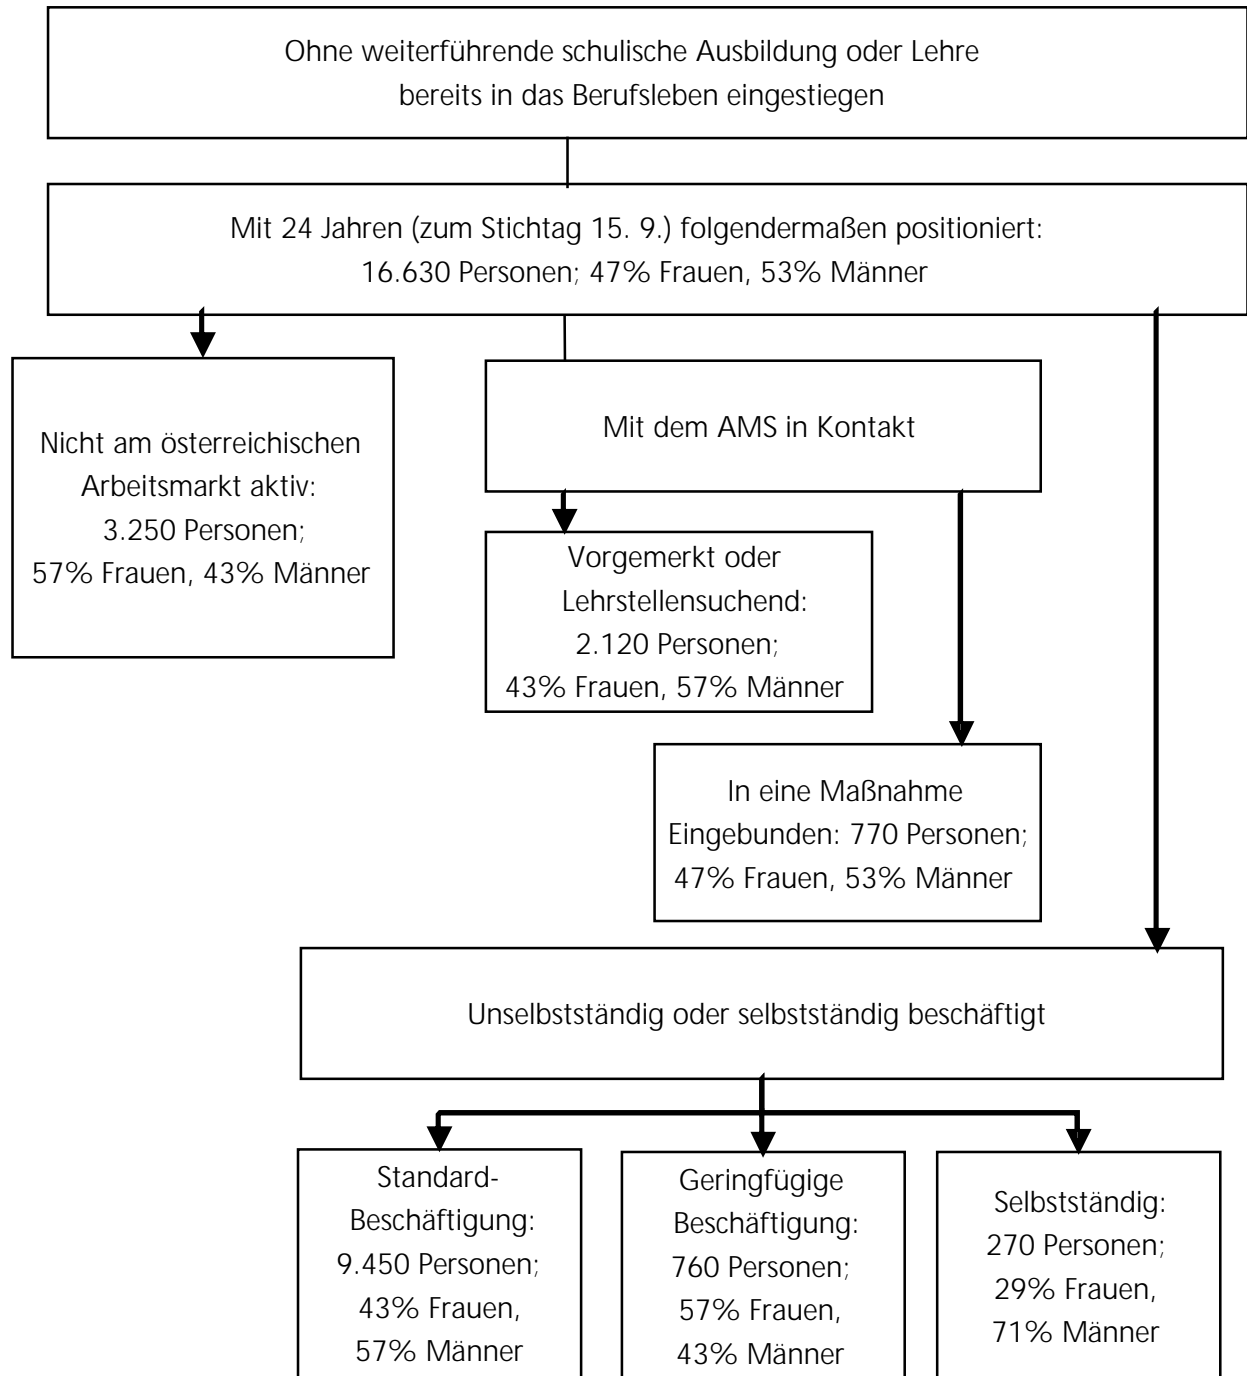 Ohne weiterführende schulische Ausbildung oder Lehre
bereits in das Berufsleben eingestiegen
Mit 24 Jahren (zum Stichtag 15. 9.) folgendermaßen positioniert:
16.630 Personen; 47% Frauen, 53% Männer
Nicht am österreichischen
Arbeitsmarkt aktiv:
3.250 Personen;
57% Frauen, 43% Männer
Mit dem AMS in Kontakt
Vorgemerkt oder
Lehrstellensuchend:
2.120 Personen;
43% Frauen, 57% Männer
In eine Maßnahme
Eingebunden: 770 Personen;
47% Frauen, 53% Männer
Unselbstständig oder selbstständig beschäftigt
Standard-
Beschäftigung:
9.450 Personen;
43% Frauen,
57% Männer
Geringfügige
Beschäftigung:
760 Personen;
57% Frauen,
43% Männer
Selbstständig:
270 Personen;
29% Frauen,
71% Männer